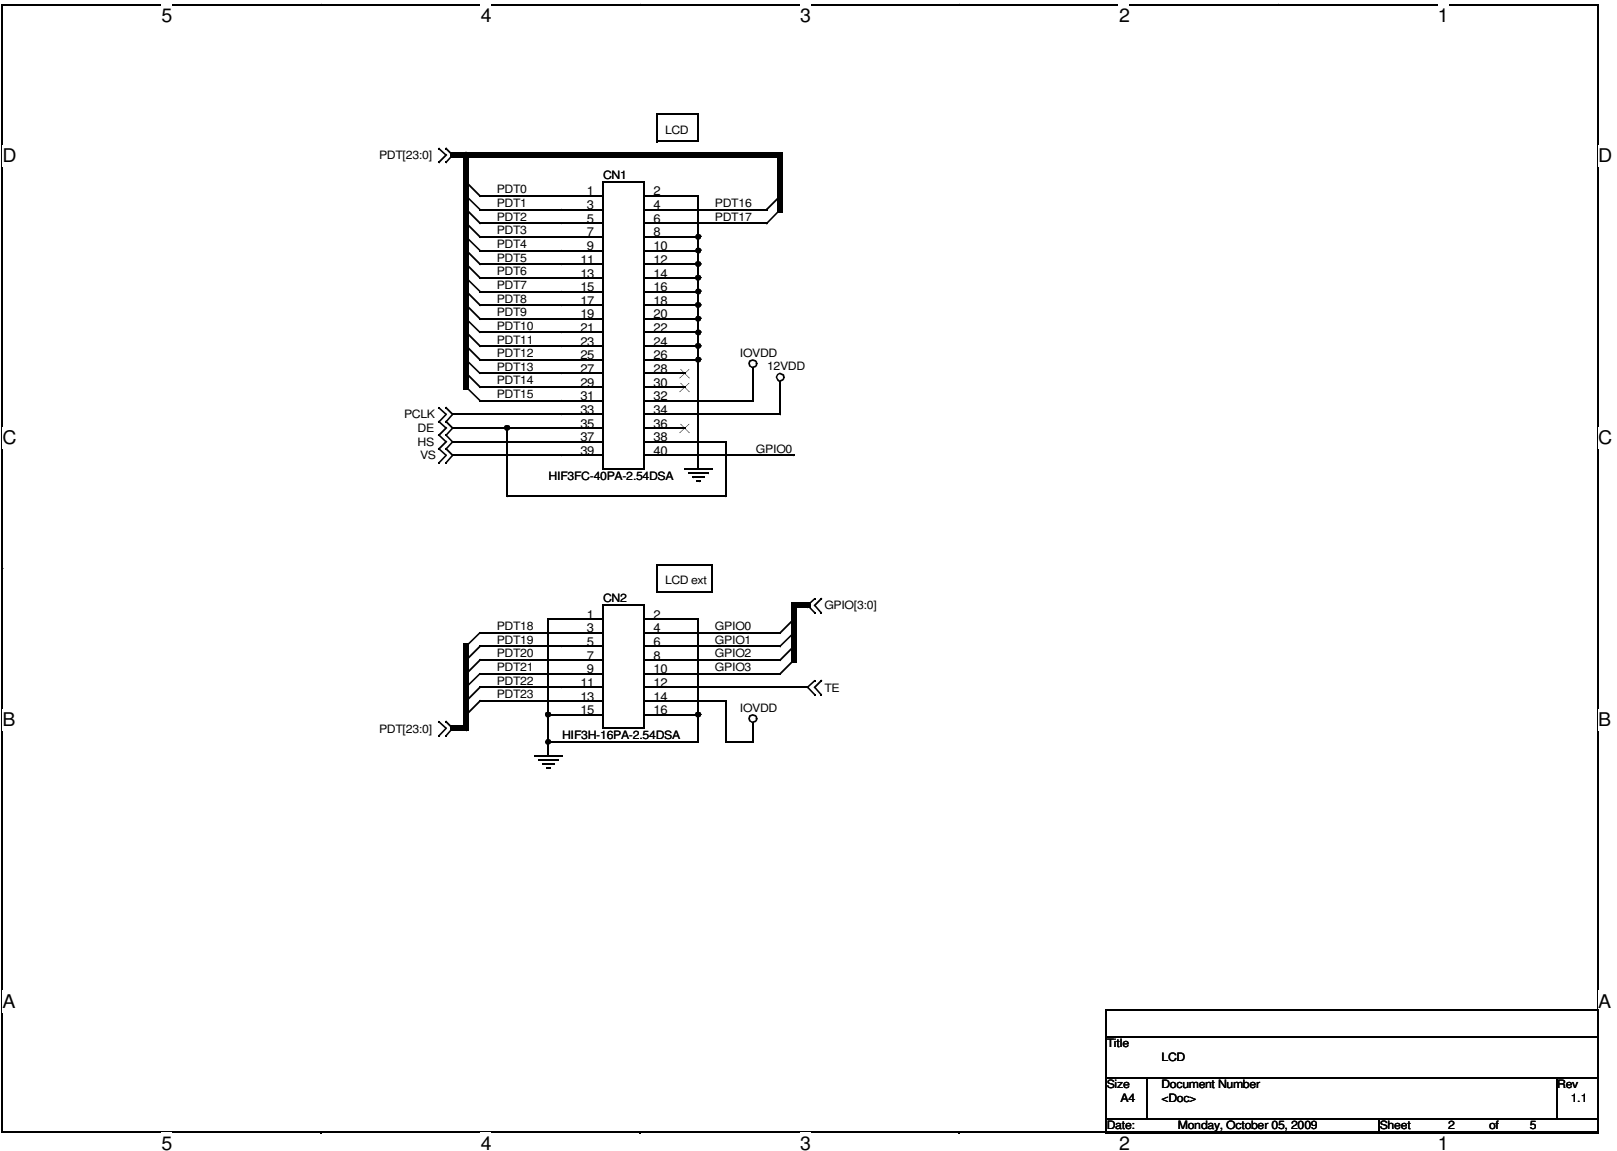 5 4 3 2 1
LCD
D PDT[23:0] D
CN1
PDT0 1 2
PDT1 3 4 PDT16
PDT2 5 6 PDT17
PDT3 7 8
PDT4 9 10
PDT5 11 12
PDT6 13 14
PDT7 15 16
PDT8 17 18
PDT9 19 20
PDT10 21 22
PDT11 23 24
PDT12 25 26 IOVDD
PDT13 27 28 12VDD
PDT14 29 30
PDT15 31 32
PCLK 33 34
DE 35 36
C HS 37 38 C
VS 39 40 GPIO0
HIF3FC-40PA-2.54DSA
LCD ext
CN2 GPIO[3:0]
1 2
PDT18 3 4 GPIO0
PDT19 5 6 GPIO1
PDT20 7 8 GPIO2
PDT21 9 10 GPIO3
PDT22 11 12 TE
PDT23 13 14
15 16 IOVDD
B B
PDT[23:0] HIF3H-16PA-2.54DSA
A A
Title
LCD
Size Document Number Rev
A4 <Doc> 1.1
Date: Monday, October 05, 2009 Sheet 2 of 5
5 4 3 2 1